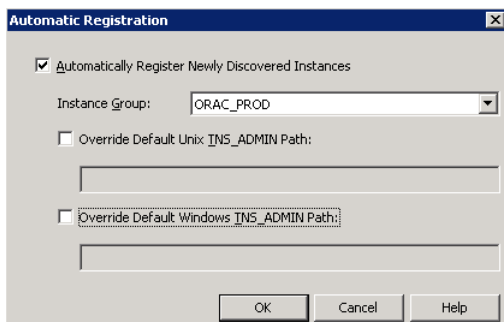 Automatic Registration
Automatically Register Newly Discovered Instances
Instance Group: ORAC_PROD
Override Default Unix TNS_ADMIN Path:
Override Default Windows TNS_ADMIN Path:
OK Cancel Help